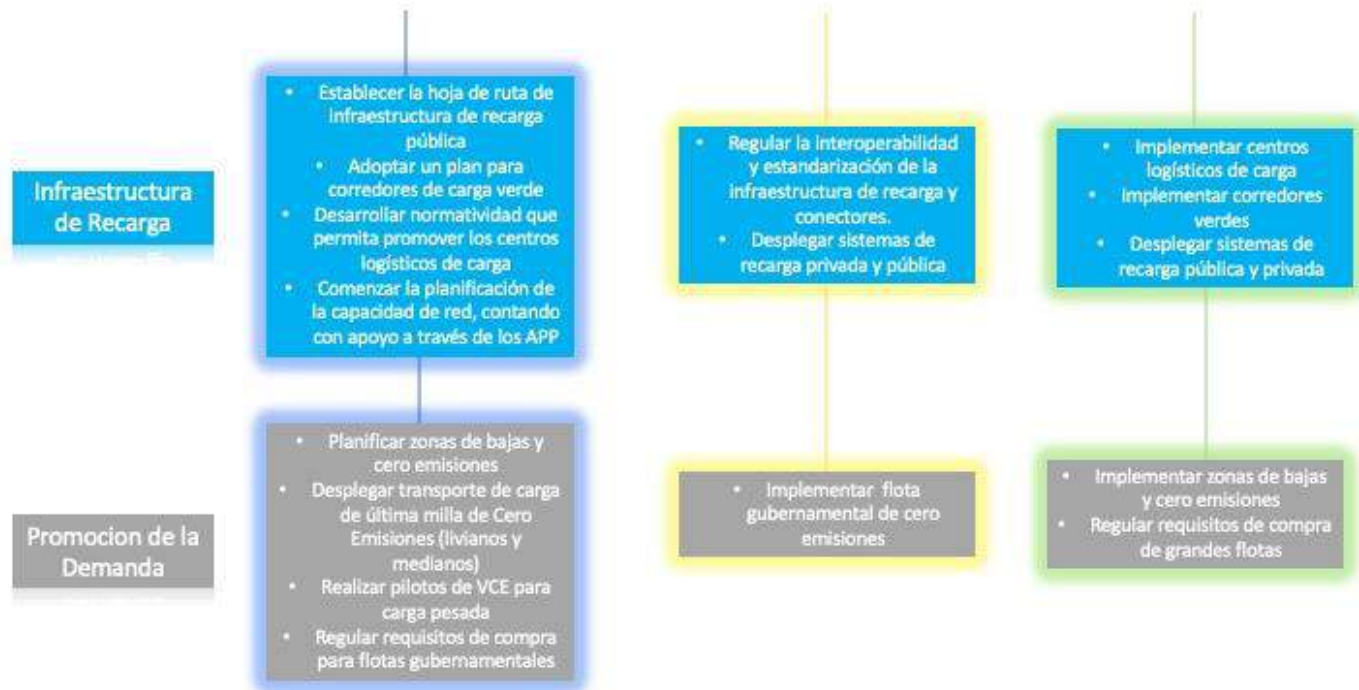 Infraestructura
de Recarga
• Establecer la hoja de ruta de
infraestructura de recarga
pública
• Adoptar un plan para
corredores de carga verde
• Desarrollar normatividad que
permita promover los centros
logísticos de carga
• Comenzar la planificación de
la capacidad de red, contando
con apoyo a través de los APP
• Regular la interoperabilidad
y estandarización de la
infraestructura de recarga y
conectores.
• Desplegar sistemas de
recarga privada y pública
• Implementar centros
logísticos de carga
• Implementar corredores
verdes
• Desplegar sistemas de
recarga pública y privada
Promocion de la
Demanda
• Planificar zonas de bajas y
cero emisiones
• Desplegar transporte de carga
de última milla de Cero
Emisiones (livianos y
medianos)
• Realizar pilotos de VCE para
carga pesada
• Regular requisitos de compra
para flotas gubernamentales
• Implementar flota
gubernamental de cero
emisiones
• Implementar zonas de bajas
y cero emisiones
• Regular requisitos de compra
de grandes flotas